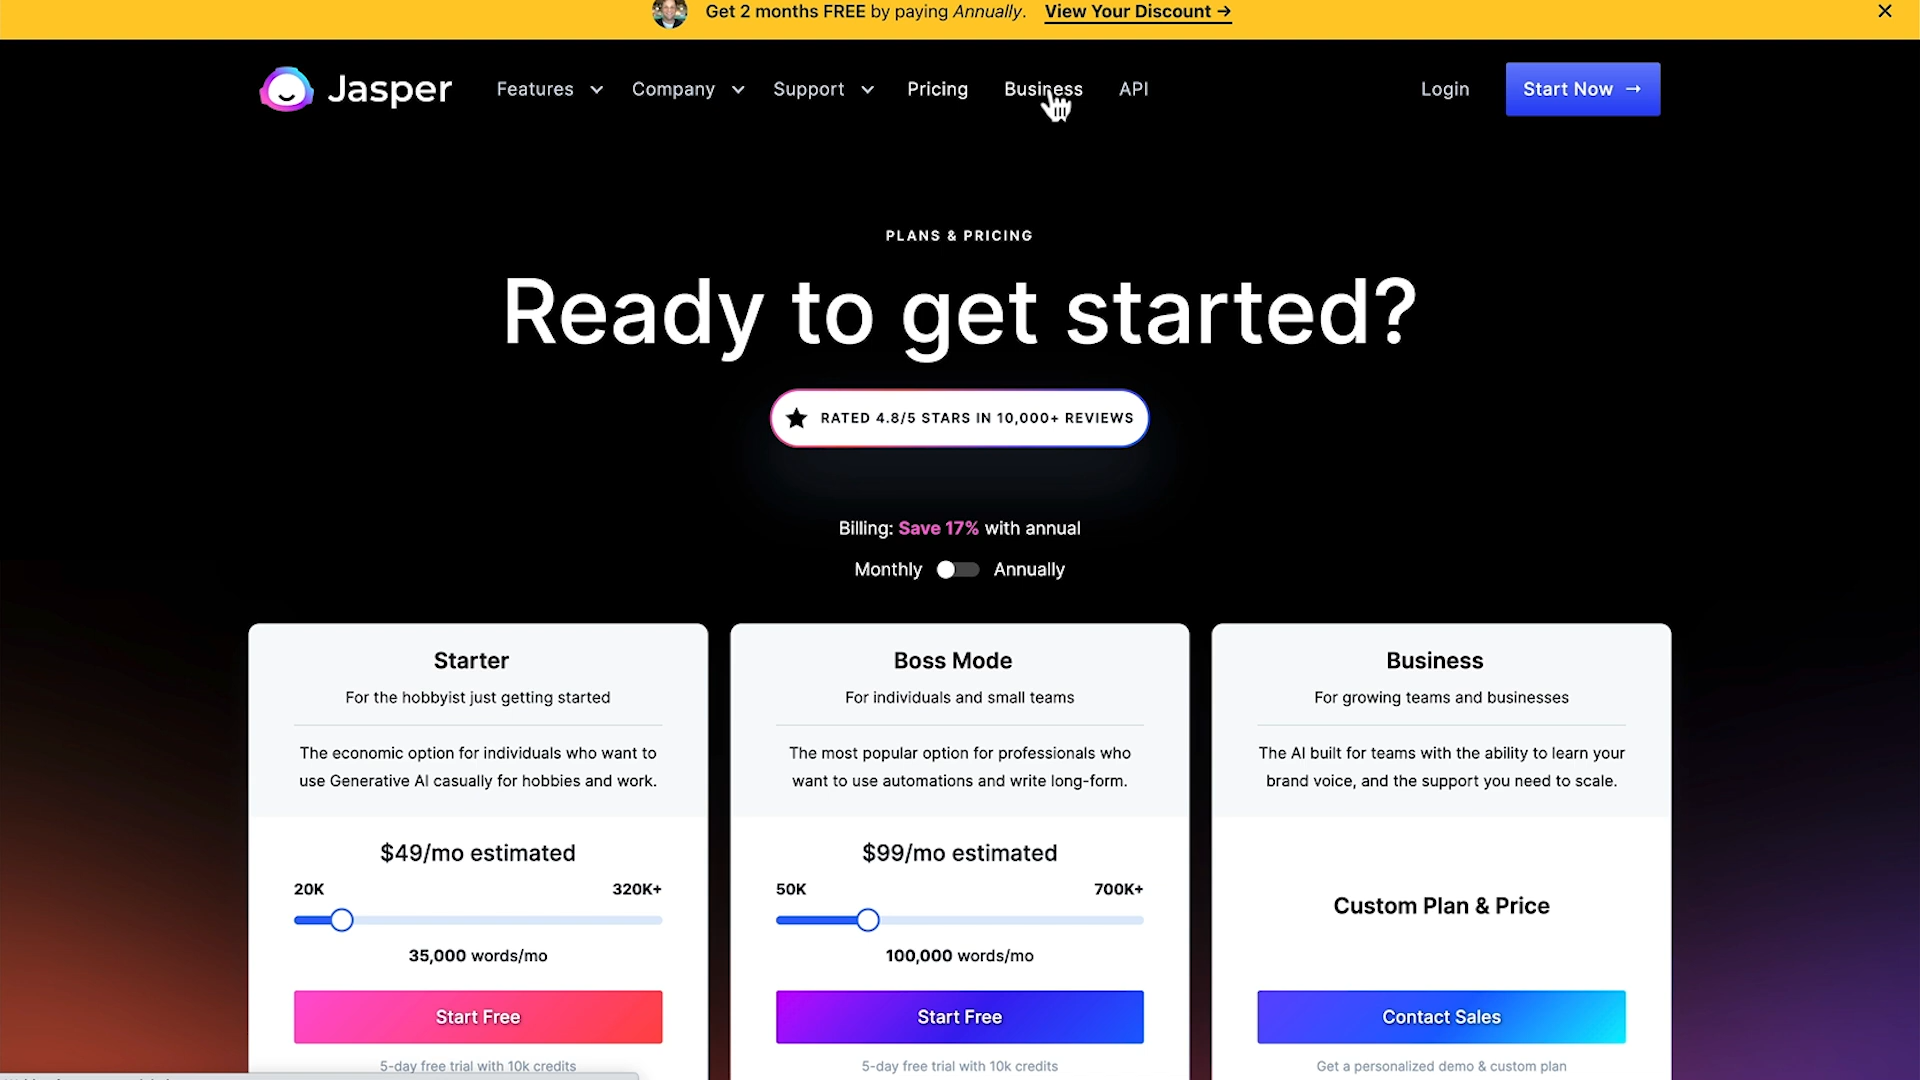 Get 2 months FREE by paying Annually. View Your Discount →
Jasper Features Company Support Pricing Business API Login Start Now →
PLANS & PRICING
Ready to get started?
RATED 4.8/5 STARS IN 10,000+ REVIEWS
Billing: Save 17% with annual
Monthly Annually
Starter
For the hobbyist just getting started
The economic option for individuals who want to
use Generative AI casually for hobbies and work.
$49/mo estimated
20K 320K+
35,000 words/mo
Start Free
5-day free trial with 10k credits
Boss Mode
For individuals and small teams
The most popular option for professionals who
want to use automations and write long-form.
$99/mo estimated
50K 700K+
100,000 words/mo
Start Free
5-day free trial with 10k credits
Business
For growing teams and businesses
The AI built for teams with the ability to learn your
brand voice, and the support you need to scale.
Custom Plan & Price
Contact Sales
Get a personalized demo & custom plan